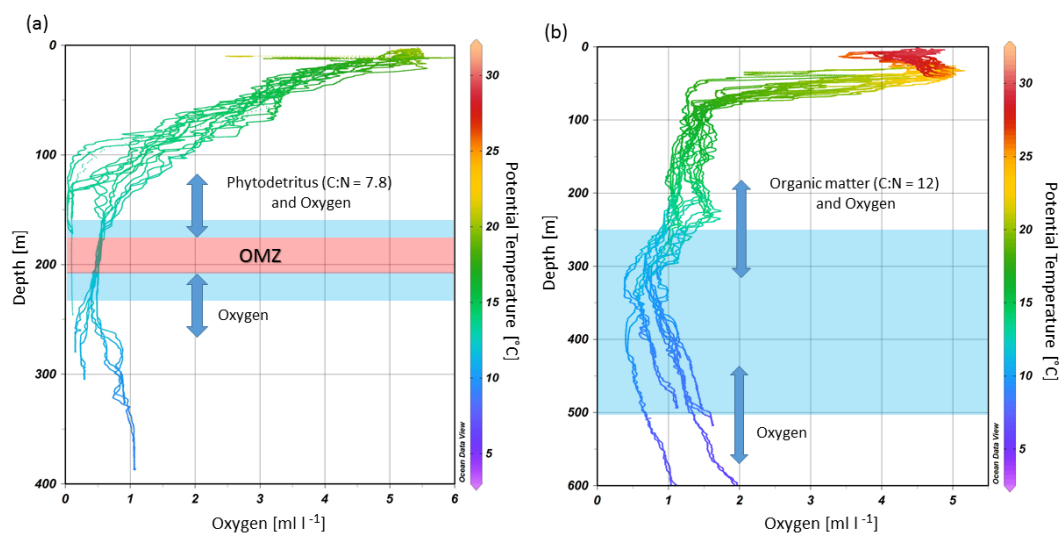 (a)
0
100
200
300
400
Depth [m]
0 1 2 3 4 5 6
Oxygen [ml l -1]
Phytodetritus (C:N = 7.8)
and Oxygen
OMZ
Oxygen
Ocean Data View
30
25
20
15
10
5
Potential Temperature [°C]
(b)
0
100
200
300
400
500
600
Depth [m]
0 1 2 3 4 5
Oxygen [ml l -1]
Organic matter (C:N = 12)
and Oxygen
Oxygen
Ocean Data View
30
25
20
15
10
5
Potential Temperature [°C]